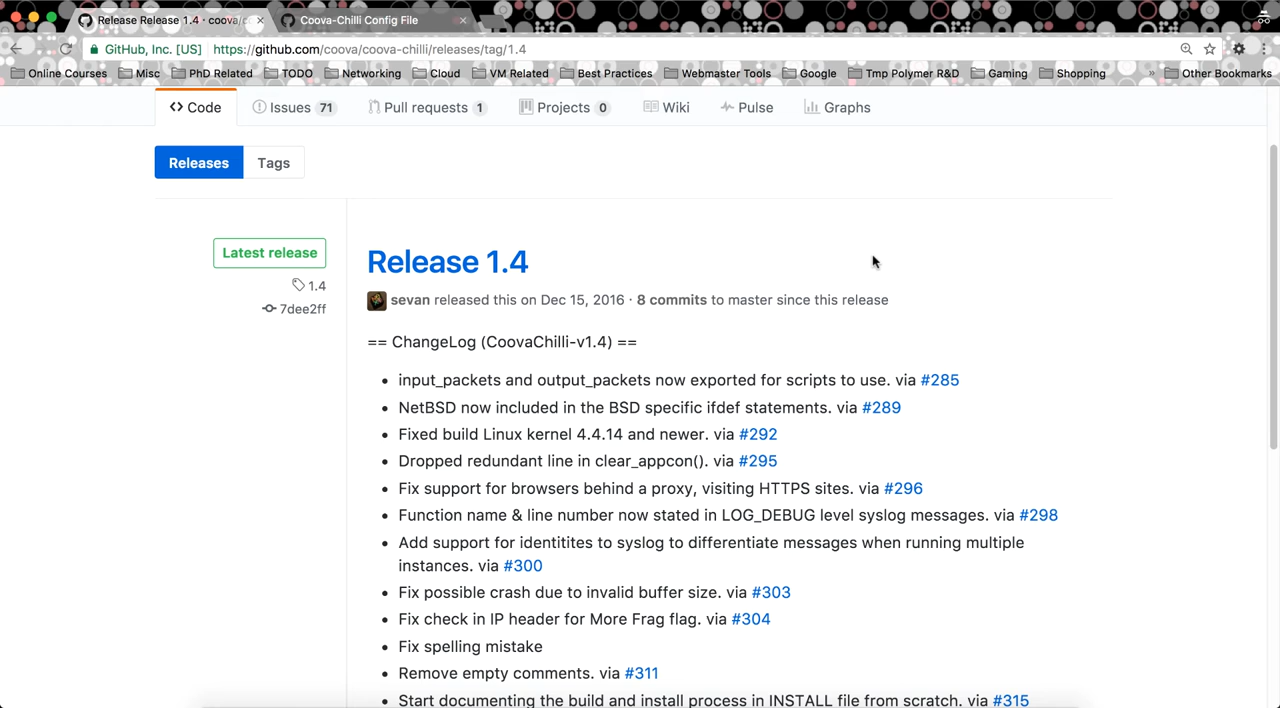 Release Release 1.4 · coova/c
Coova-Chilli Config File
GitHub, Inc. [US]
https://github.com/coova/coova-chilli/releases/tag/1.4
Online Courses
Misc
PhD Related
TODO
Networking
Cloud
VM Related
Best Practices
Webmaster Tools
Google
Tmp Polymer R&D
Gaming
Shopping
»
Other Bookmarks
Code
Issues 71
Pull requests 1
Projects 0
Wiki
Pulse
Graphs
Releases
Tags
Latest release
1.4
7dee2ff
Release 1.4
sevan released this on Dec 15, 2016 · 8 commits to master since this release
== ChangeLog (CoovaChilli-v1.4) ==
• input_packets and output_packets now exported for scripts to use. via #285
• NetBSD now included in the BSD specific ifdef statements. via #289
• Fixed build Linux kernel 4.4.14 and newer. via #292
• Dropped redundant line in clear_appcon(). via #295
• Fix support for browsers behind a proxy, visiting HTTPS sites. via #296
• Function name & line number now stated in LOG_DEBUG level syslog messages. via #298
• Add support for identitites to syslog to differentiate messages when running multiple
instances. via #300
• Fix possible crash due to invalid buffer size. via #303
• Fix check in IP header for More Frag flag. via #304
• Fix spelling mistake
• Remove empty comments. via #311
• Start documenting the build and install process in INSTALL file from scratch. via #315